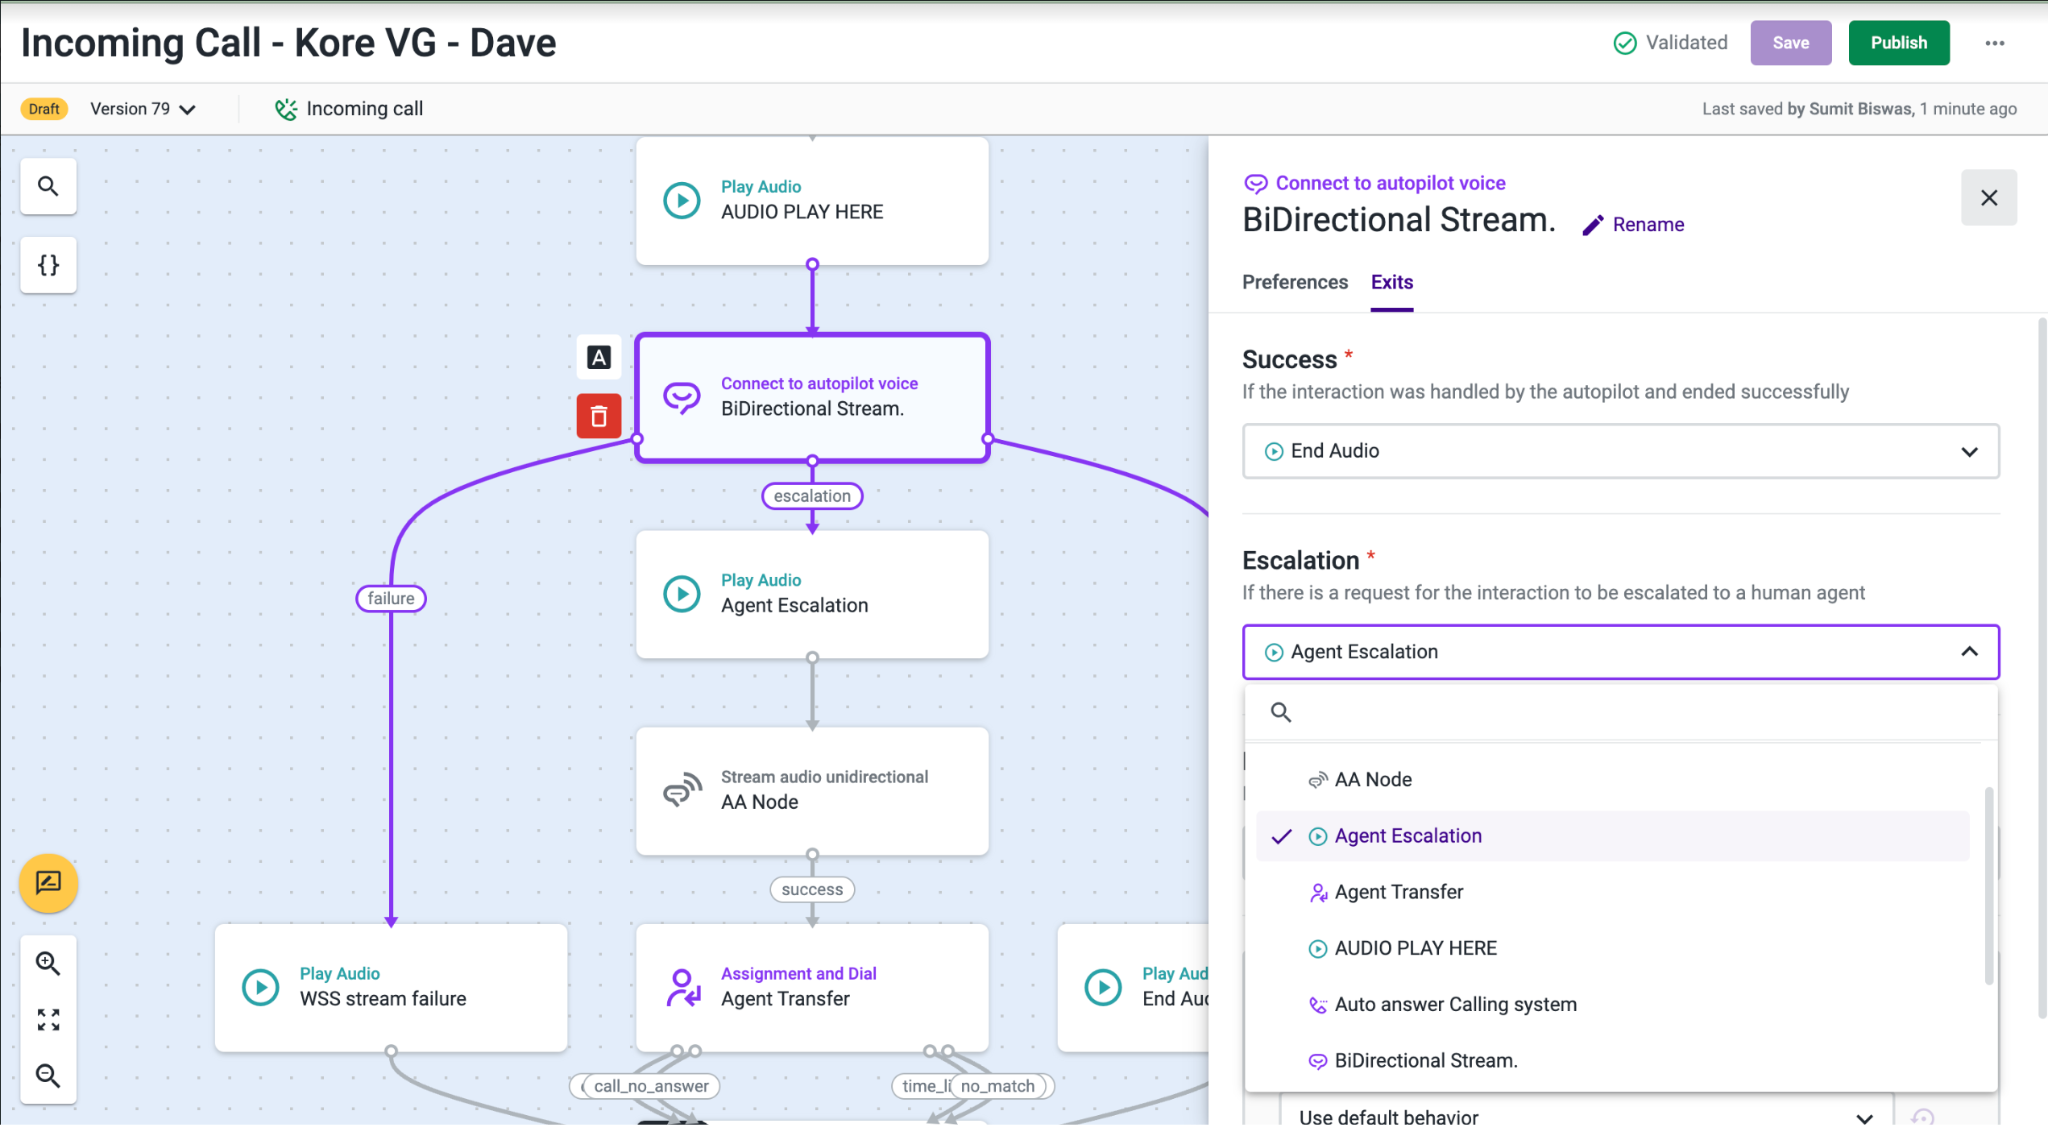 Incoming Call - Kore VG - Dave
Validated
Save
Publish
Draft
Version 79
Incoming call
Last saved by Sumit Biswas, 1 minute ago
Play Audio
AUDIO PLAY HERE
A
Connect to autopilot voice
BiDirectional Stream.
escalation
failure
Play Audio
Agent Escalation
Stream audio unidirectional
AA Node
success
Play Audio
WSS stream failure
Assignment and Dial
Agent Transfer
Play Aud
End Au
call_no_answer
time_li
no_match
Connect to autopilot voice
BiDirectional Stream.
Rename
Preferences
Exits
Success *
If the interaction was handled by the autopilot and ended successfully
End Audio
Escalation *
If there is a request for the interaction to be escalated to a human agent
Agent Escalation
AA Node
Agent Escalation
Agent Transfer
AUDIO PLAY HERE
Auto answer Calling system
BiDirectional Stream.
Use default behavior